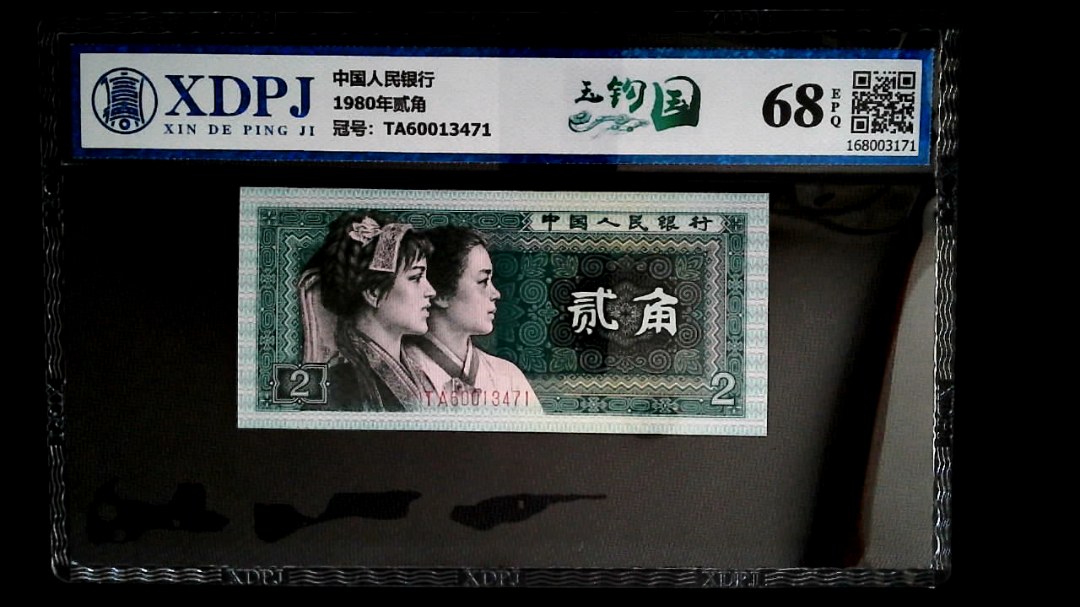 XDPJ
XIN DE PING JI
中国人民银行
1980年贰角
冠号：TA60013471
玉钩国
68
EPQ
168003171
中国人民银行
贰角
2
2
TA60013471
XDPJ
XDPJ
XDPJ